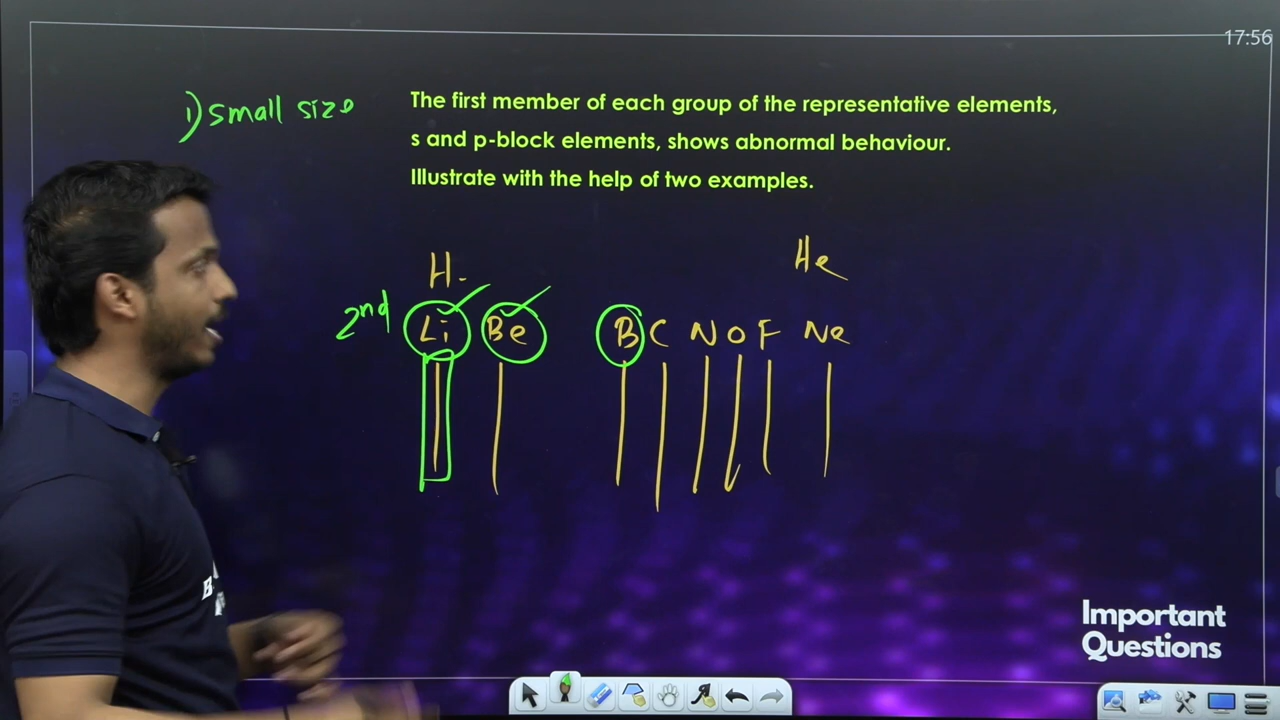 17:56
1) Small size
The first member of each group of the representative elements,
s and p-block elements, shows abnormal behaviour.
Illustrate with the help of two examples.
H. He
2nd Li Be B C N O F Ne
Important
Questions